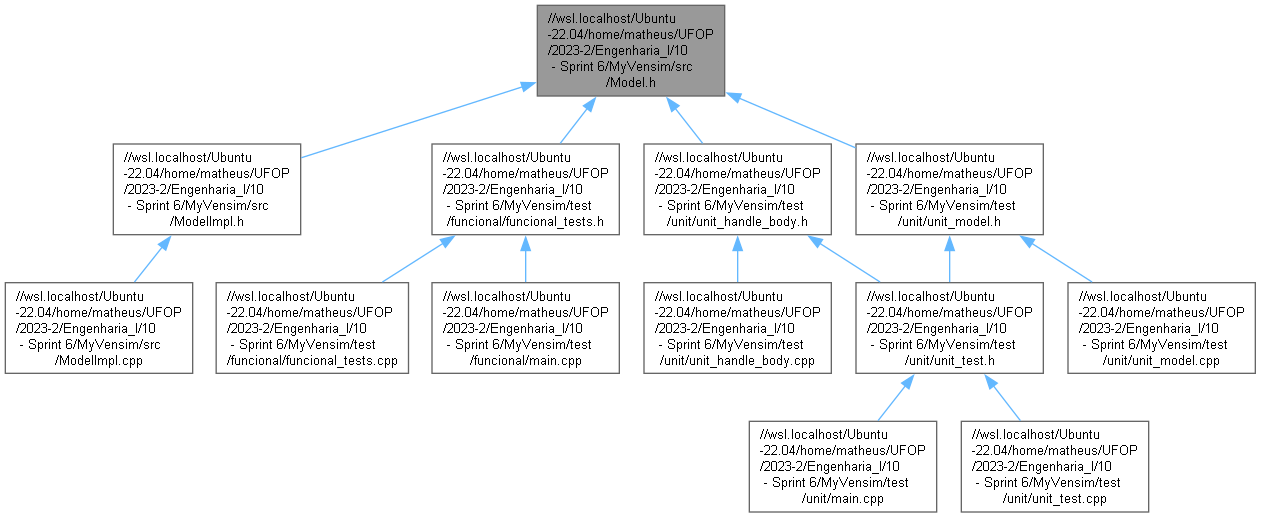 //wsl.localhost/Ubuntu
-22.04/home/matheus/UFOP
/2023-2/Engenharia_I/10
- Sprint 6/MyVensim/src
/Model.h
//wsl.localhost/Ubuntu
-22.04/home/matheus/UFOP
/2023-2/Engenharia_I/10
- Sprint 6/MyVensim/src
/ModelImpl.h
//wsl.localhost/Ubuntu
-22.04/home/matheus/UFOP
/2023-2/Engenharia_I/10
- Sprint 6/MyVensim/test
/funcional/funcional_tests.h
//wsl.localhost/Ubuntu
-22.04/home/matheus/UFOP
/2023-2/Engenharia_I/10
- Sprint 6/MyVensim/test
/unit/unit_handle_body.h
//wsl.localhost/Ubuntu
-22.04/home/matheus/UFOP
/2023-2/Engenharia_I/10
- Sprint 6/MyVensim/test
/unit/unit_model.h
//wsl.localhost/Ubuntu
-22.04/home/matheus/UFOP
/2023-2/Engenharia_I/10
- Sprint 6/MyVensim/src
/ModelImpl.cpp
//wsl.localhost/Ubuntu
-22.04/home/matheus/UFOP
/2023-2/Engenharia_I/10
- Sprint 6/MyVensim/test
/funcional/funcional_tests.cpp
//wsl.localhost/Ubuntu
-22.04/home/matheus/UFOP
/2023-2/Engenharia_I/10
- Sprint 6/MyVensim/test
/funcional/main.cpp
//wsl.localhost/Ubuntu
-22.04/home/matheus/UFOP
/2023-2/Engenharia_I/10
- Sprint 6/MyVensim/test
/unit/unit_handle_body.cpp
//wsl.localhost/Ubuntu
-22.04/home/matheus/UFOP
/2023-2/Engenharia_I/10
- Sprint 6/MyVensim/test
/unit/unit_test.h
//wsl.localhost/Ubuntu
-22.04/home/matheus/UFOP
/2023-2/Engenharia_I/10
- Sprint 6/MyVensim/test
/unit/unit_model.cpp
//wsl.localhost/Ubuntu
-22.04/home/matheus/UFOP
/2023-2/Engenharia_I/10
- Sprint 6/MyVensim/test
/unit/main.cpp
//wsl.localhost/Ubuntu
-22.04/home/matheus/UFOP
/2023-2/Engenharia_I/10
- Sprint 6/MyVensim/test
/unit/unit_test.cpp